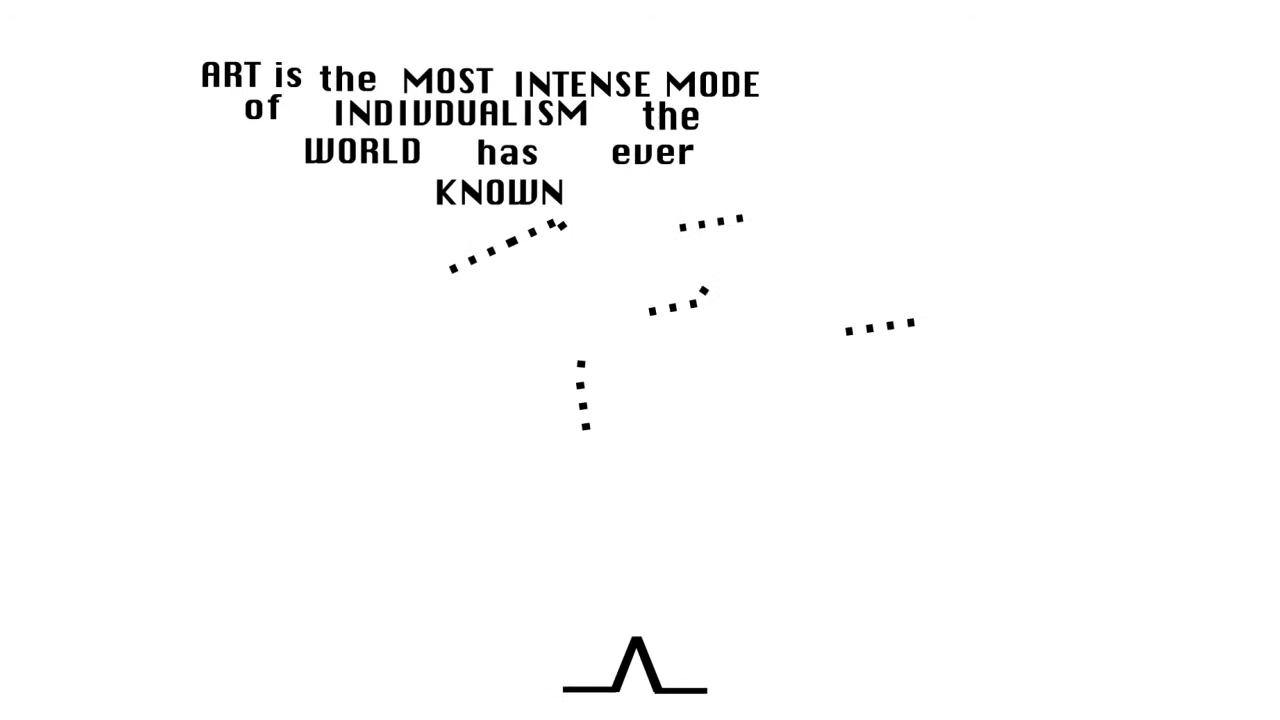 ART is the MOST INTENSE MODE
of INDIVDUALISM the
WORLD has ever
KNOWN